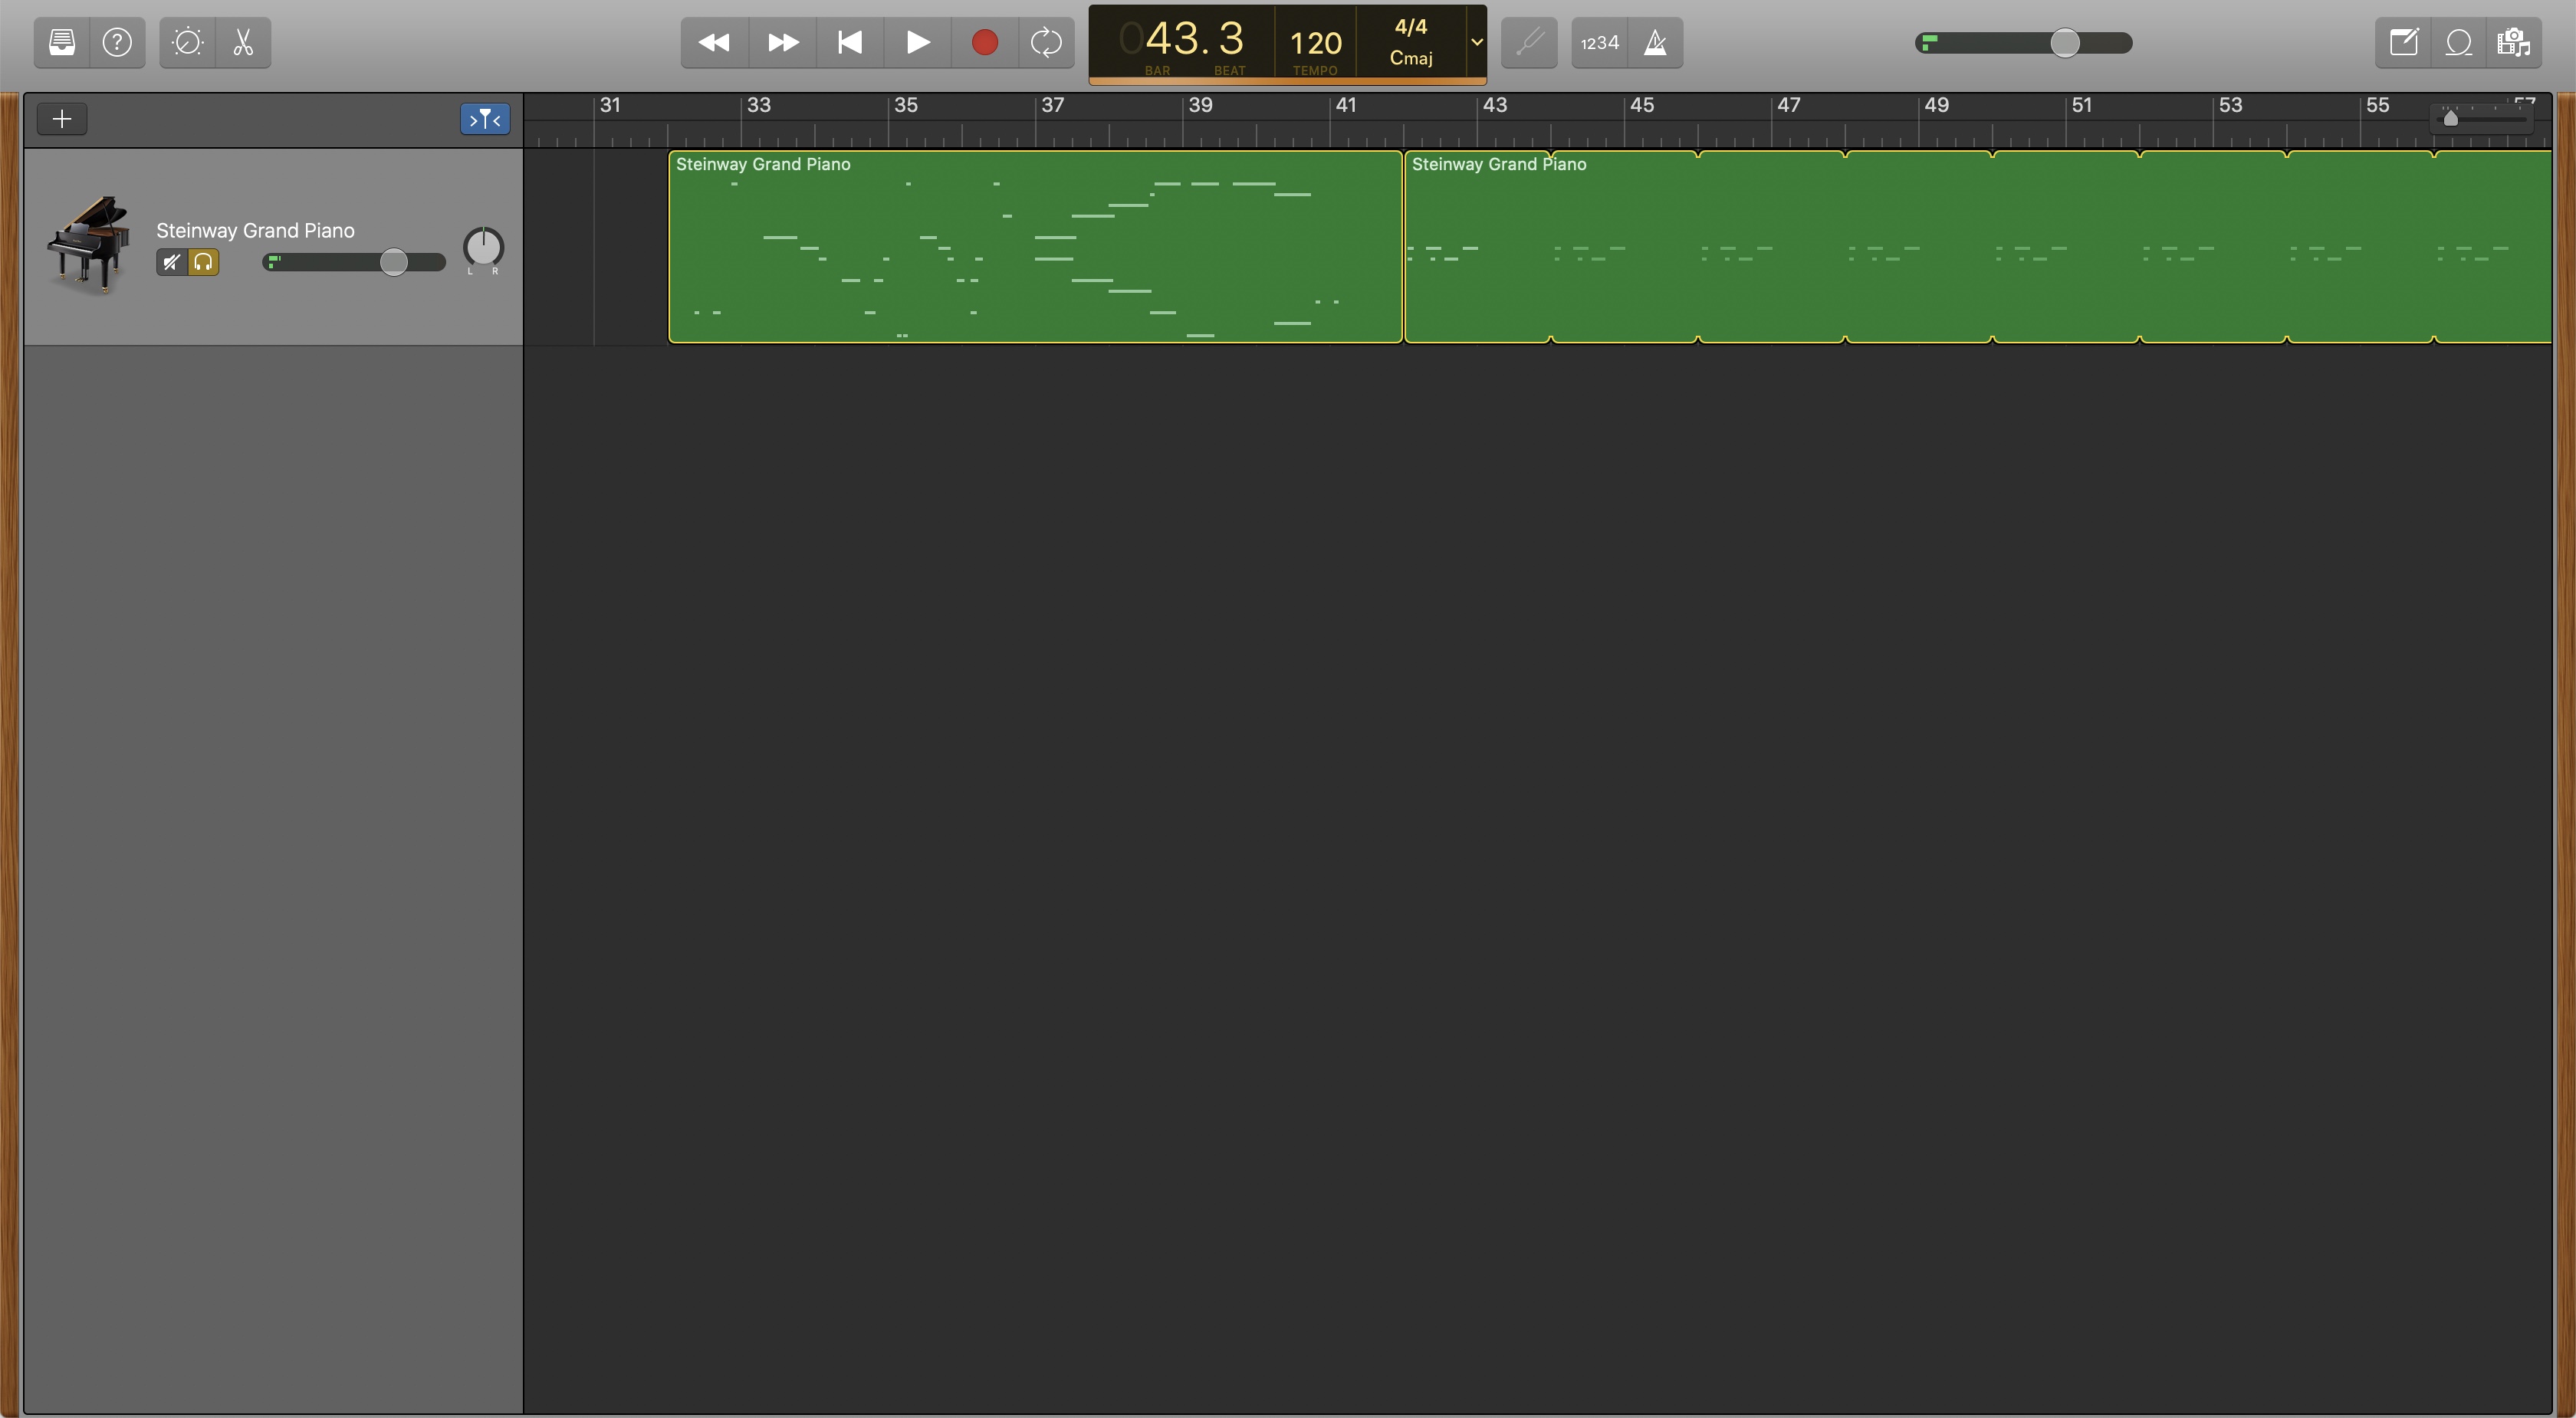 ?
043.3
BAR BEAT
120
TEMPO
4/4
Cmaj
1234
31 33 35 37 39 41 43 45 47 49 51 53 55 57
Steinway Grand Piano
L R
Steinway Grand Piano
Steinway Grand Piano